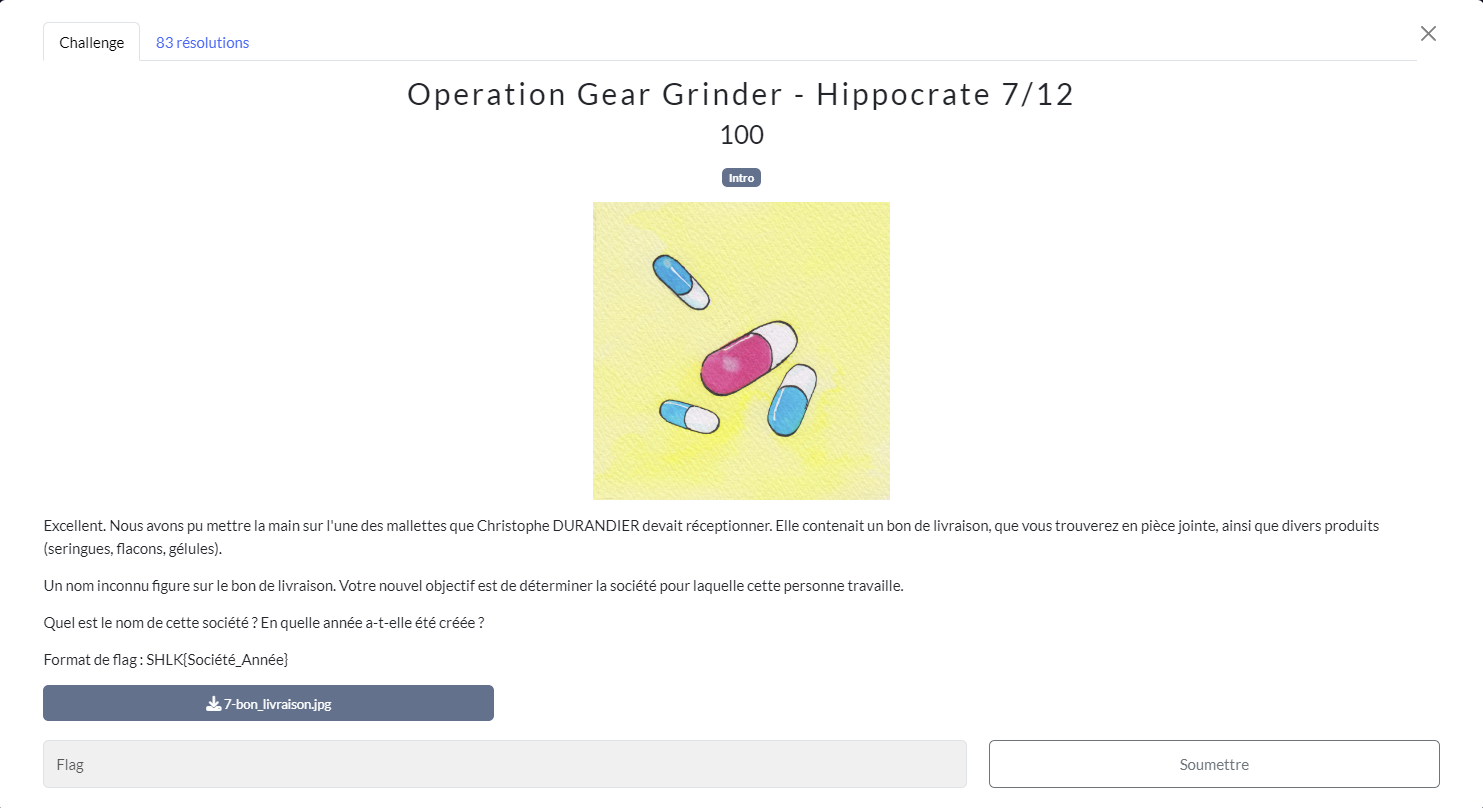 Challenge
83 résolutions
Operation Gear Grinder - Hippocrate 7/12
100
Intro
Excellent. Nous avons pu mettre la main sur l'une des mallettes que Christophe DURANDIER devait réceptionner. Elle contenait un bon de livraison, que vous trouverez en pièce jointe, ainsi que divers produits
(seringues, flacons, gélules).
Un nom inconnu figure sur le bon de livraison. Votre nouvel objectif est de déterminer la société pour laquelle cette personne travaille.
Quel est le nom de cette société ? En quelle année a-t-elle été créée ?
Format de flag : SHLK{Société_Année}
7-bon_livraison.jpg
Flag
Soumettre